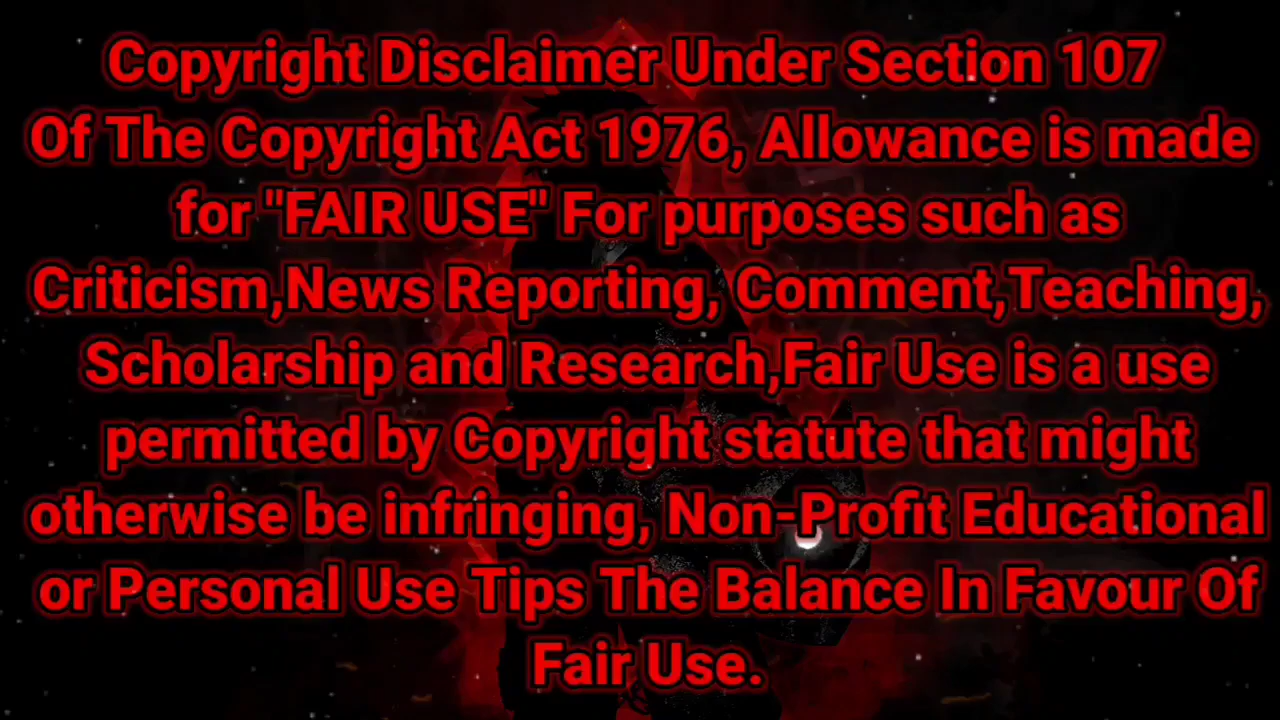 Copyright Disclaimer Under Section 107
Of The Copyright Act 1976, Allowance is made
for "FAIR USE" For purposes such as
Criticism,News Reporting, Comment,Teaching,
Scholarship and Research,Fair Use is a use
permitted by Copyright statute that might
otherwise be infringing, Non-Profit Educational
or Personal Use Tips The Balance In Favour Of
Fair Use.